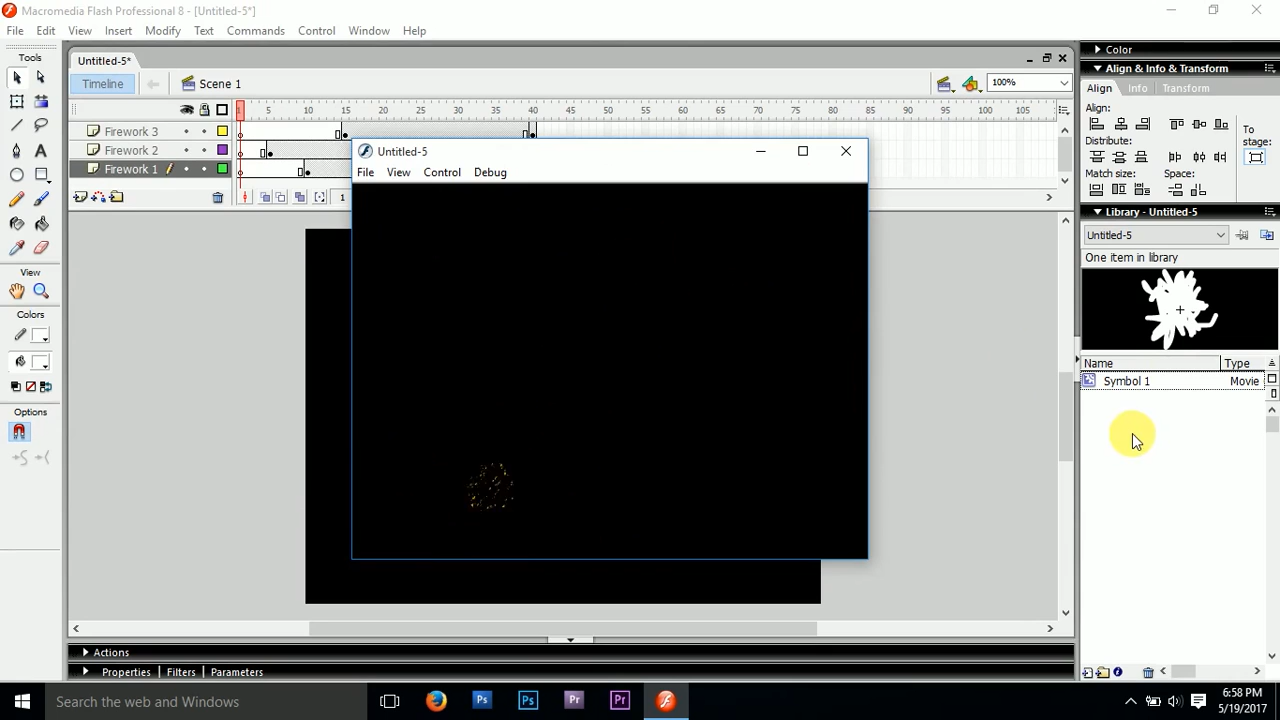 Macromedia Flash Professional 8 - [Untitled-5*]
File Edit View Insert Modify Text Commands Control Window Help
Tools
View
Colors
Options
Untitled-5*
Timeline
Scene 1
100%
1 5 10 15 20 25 30 35 40 45 50 55 60 65 70 75 80 85 90 95 100 105
Firework 3
Firework 2
Firework 1
1
Untitled-5
File View Control Debug
Color
Align & Info & Transform
Align Info Transform
Align:
To stage:
Distribute:
Match size: Space:
Library - Untitled-5
Untitled-5
One item in library
Name Type
Symbol 1 Movie
Actions
Properties Filters Parameters
Search the web and Windows
Ps Ps Pr Pr
6:58 PM
5/19/2017